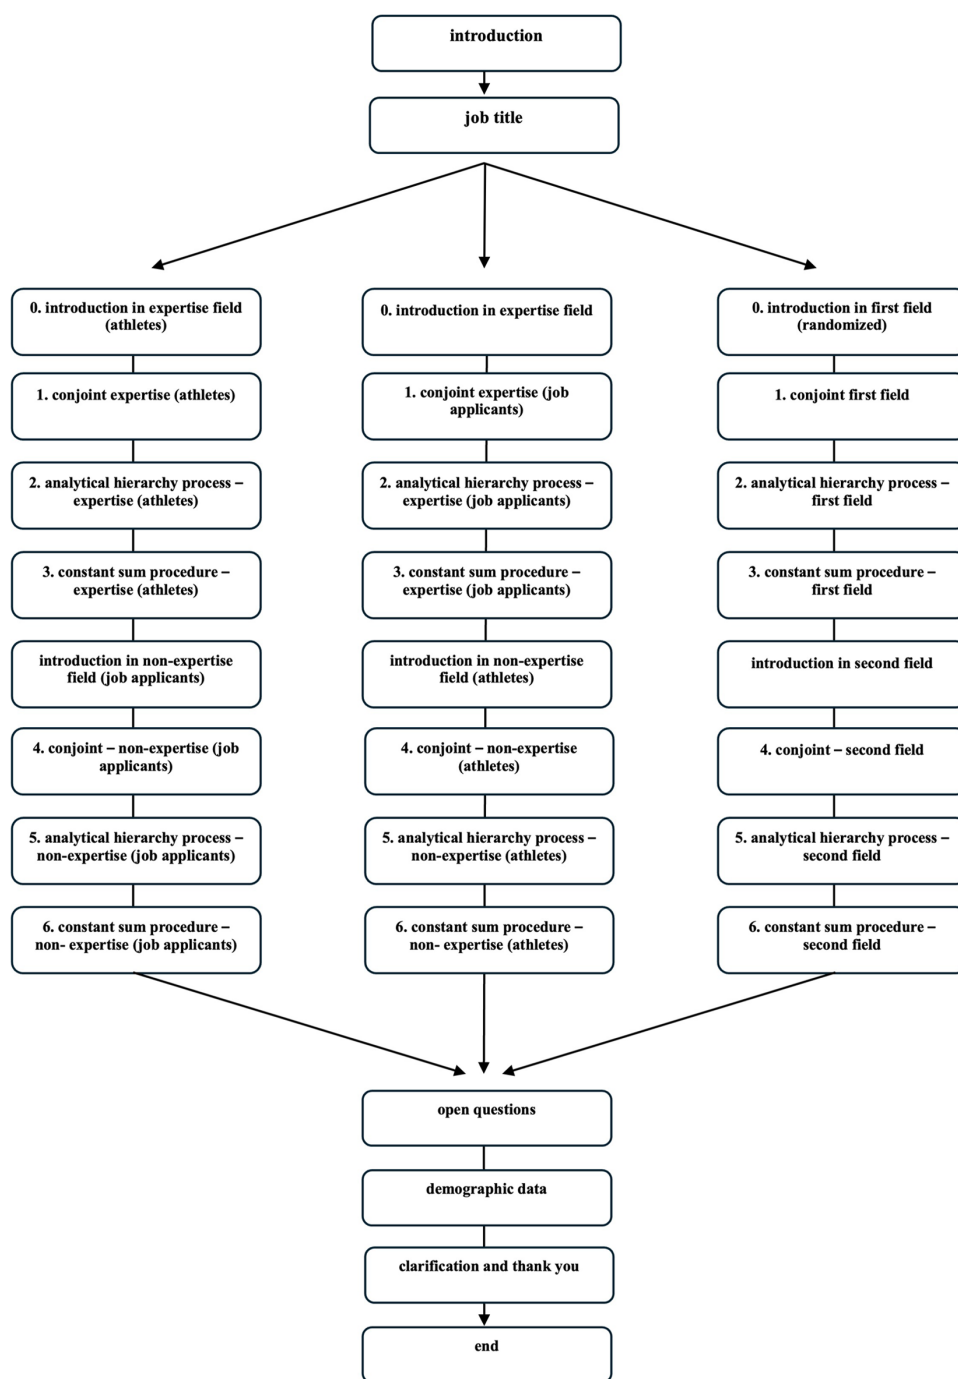 introduction
job title
0. introduction in expertise field
(athletes)
1. conjoint expertise (athletes)
2. analytical hierarchy process –
expertise (athletes)
3. constant sum procedure –
expertise (athletes)
introduction in non-expertise
field (job applicants)
4. conjoint – non-expertise (job
applicants)
5. analytical hierarchy process –
non-expertise (job applicants)
6. constant sum procedure –
non- expertise (job applicants)
0. introduction in expertise field
1. conjoint expertise (job
applicants)
2. analytical hierarchy process –
expertise (job applicants)
3. constant sum procedure –
expertise (job applicants)
introduction in non-expertise
field (athletes)
4. conjoint – non-expertise
(athletes)
5. analytical hierarchy process –
non-expertise (athletes)
6. constant sum procedure –
non- expertise (athletes)
0. introduction in first field
(randomized)
1. conjoint first field
2. analytical hierarchy process –
first field
3. constant sum procedure –
first field
introduction in second field
4. conjoint – second field
5. analytical hierarchy process –
second field
6. constant sum procedure –
second field
open questions
demographic data
clarification and thank you
end